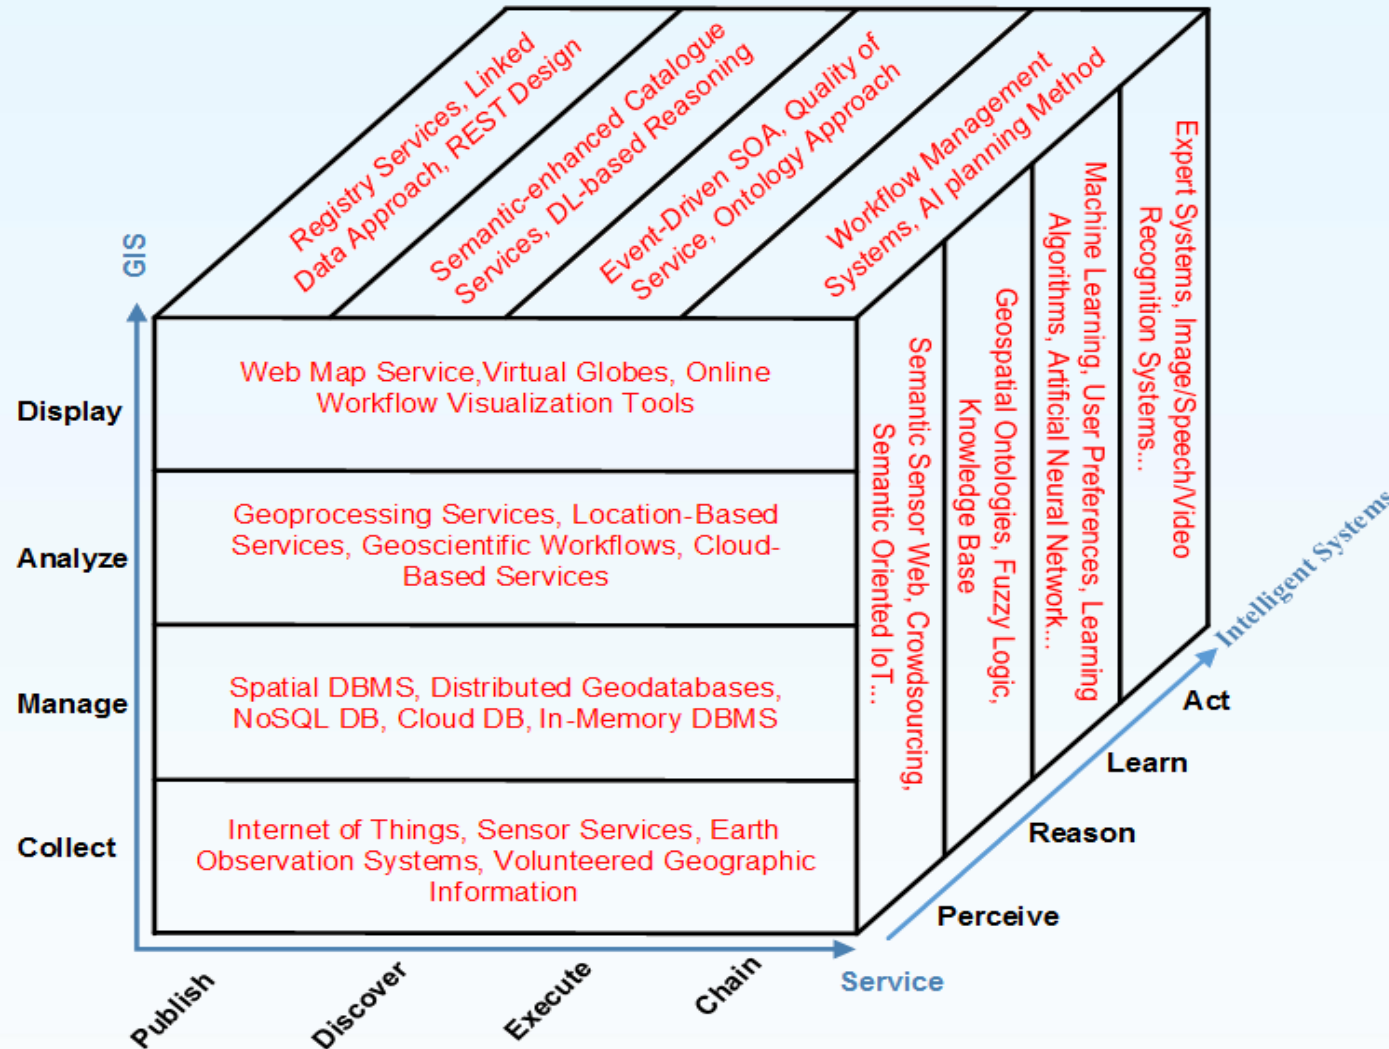 Registry Services, Linked
Data Approach, REST Design
Semantic-enhanced Catalogue
Services, DL-based Reasoning
Event-Driven SOA, Quality of
Service, Ontology Approach
Workflow Management
Systems, AI planning Method
GIS
Display
Web Map Service,Virtual Globes, Online
Workflow Visualization Tools
Analyze
Geoprocessing Services, Location-Based
Services, Geoscientific Workflows, Cloud-
Based Services
Manage
Spatial DBMS, Distributed Geodatabases,
NoSQL DB, Cloud DB, In-Memory DBMS
Collect
Internet of Things, Sensor Services, Earth
Observation Systems, Volunteered Geographic
Information
Semantic Sensor Web, Crowdsourcing,
Semantic Oriented IoT...
Geospatial Ontologies, Fuzzy Logic,
Knowledge Base
Machine Learning, User Preferences, Learning
Algorithms, Artificial Neural Network...
Expert Systems, Image/Speech/Video
Recognition Systems...
Intelligent Systems
Act
Learn
Reason
Perceive
Service
Publish
Discover
Execute
Chain